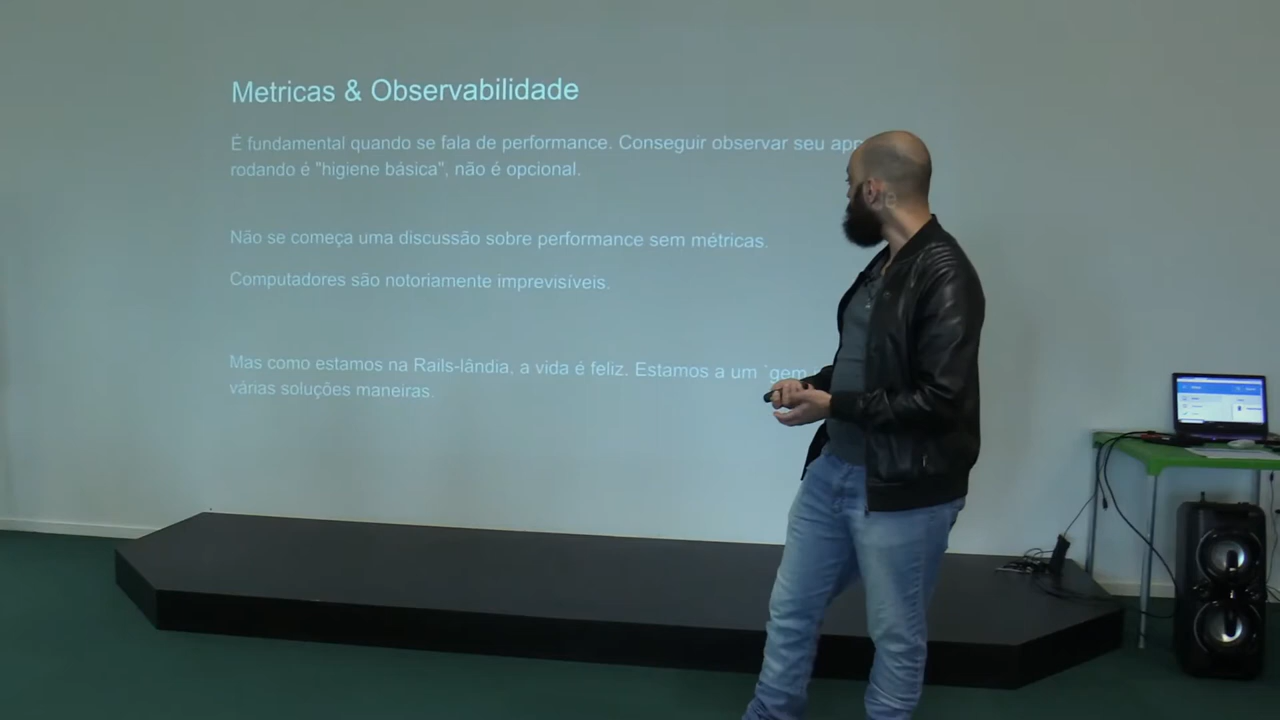 Metricas & Observabilidade
É fundamental quando se fala de performance. Conseguir observar seu
rodando é "higiene básica", não é opcional.
Não se começa uma discussão sobre performance sem métricas.
Computadores são notoriamente imprevisíveis.
Mas como estamos na Rails-lândia, a vida é feliz. Estamos a um `gem
várias soluções maneiras.